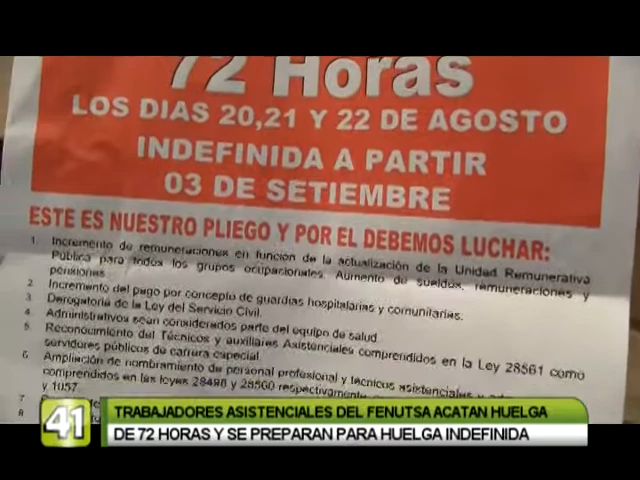 72 Horas
LOS DIAS 20,21 Y 22 DE AGOSTO
INDEFINIDA A PARTIR
03 DE SETIEMBRE
ESTE ES NUESTRO PLIEGO Y POR EL DEBEMOS LUCHAR:
1. Incremento de remuneraciones en función de la actualización de la Unidad Remunerativa
Pública para todos los grupos ocupacionales. Aumento de sueldos, remuneraciones y
pensiones
2. Incremento del pago por concepto de guardias hospitalarias y comunitarias.
3. Derogatoria de la Ley del Servicio Civil.
4. Administrativos sean considerados parte del equipo de salud.
5. Reconocimiento del Técnicos y auxiliares Asistenciales comprendidos en la Ley 28561 como
servidores públicos de carrera especial.
6. Ampliación de nombramiento de personal profesional y técnicos asistenciales y
comprendidos en las leyes 28498 y 28560 respectivamente
y 1057.
7
8
41
TRABAJADORES ASISTENCIALES DEL FENUTSA ACATAN HUELGA
DE 72 HORAS Y SE PREPARAN PARA HUELGA INDEFINIDA